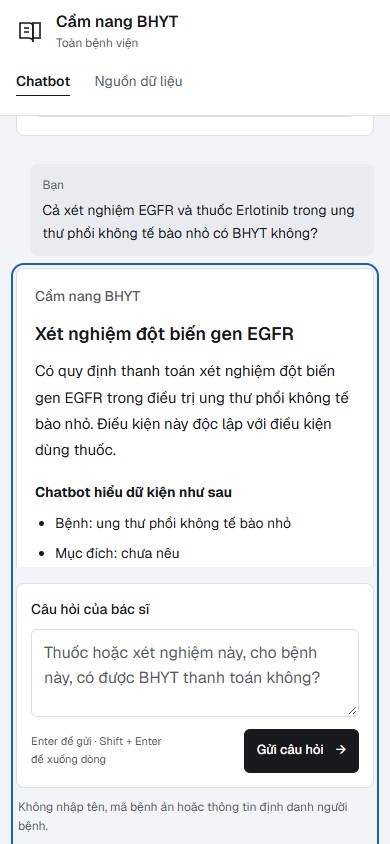 Cẩm nang BHYT
Toàn bệnh viện
Chatbot
Nguồn dữ liệu
Bạn
Cả xét nghiệm EGFR và thuốc Erlotinib trong ung
thư phổi không tế bào nhỏ có BHYT không?
Cẩm nang BHYT
Xét nghiệm đột biến gen EGFR
Có quy định thanh toán xét nghiệm đột biến
gen EGFR trong điều trị ung thư phổi không tế
bào nhỏ. Điều kiện này độc lập với điều kiện
dùng thuốc.
Chatbot hiểu dữ kiện như sau
• Bệnh: ung thư phổi không tế bào nhỏ
• Mục đích: chưa nêu
Câu hỏi của bác sĩ
Thuốc hoặc xét nghiệm này, cho bệnh
này, có được BHYT thanh toán không?
Enter để gửi · Shift + Enter
để xuống dòng
Gửi câu hỏi →
Không nhập tên, mã bệnh án hoặc thông tin định danh người
bệnh.